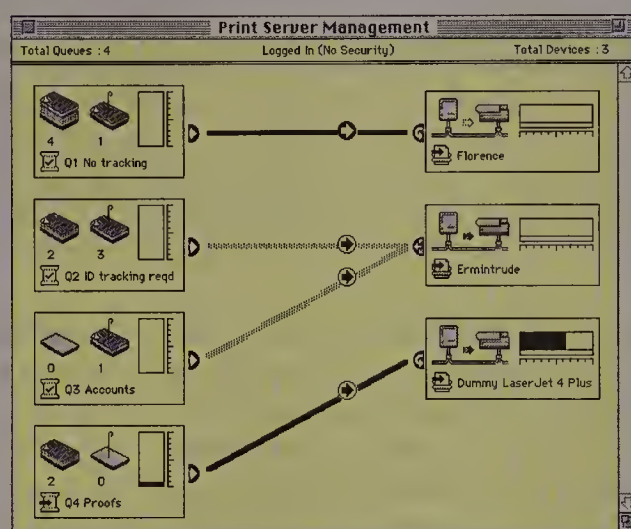 Print Server Management
Total Queues : 4 Logged In (No Security) Total Devices : 3
4 1
Q1 No tracking
Florence
2 3
Q2 ID tracking reqd
Ermintrude
0 1
Q3 Accounts
Dummy LaserJet 4 Plus
2 0
Q4 Proofs